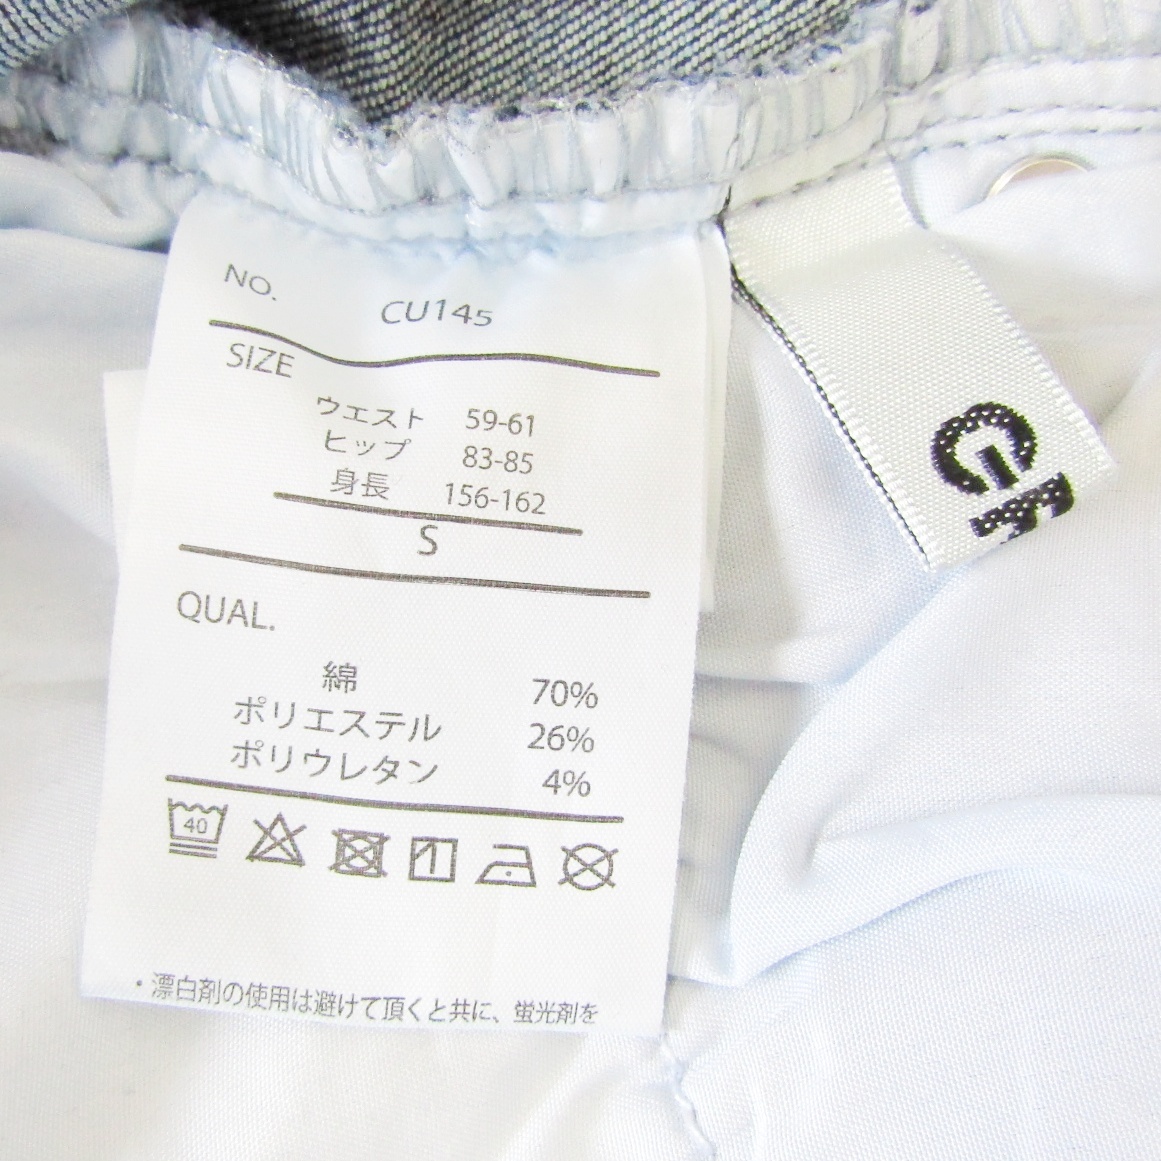 NO. CU145
SIZE
ウエスト 59-61
ヒップ 83-85
身長 156-162
S
QUAL.
綿 70%
ポリエステル 26%
ポリウレタン 4%
40
・漂白剤の使用は避けて頂くと共に、蛍光剤を